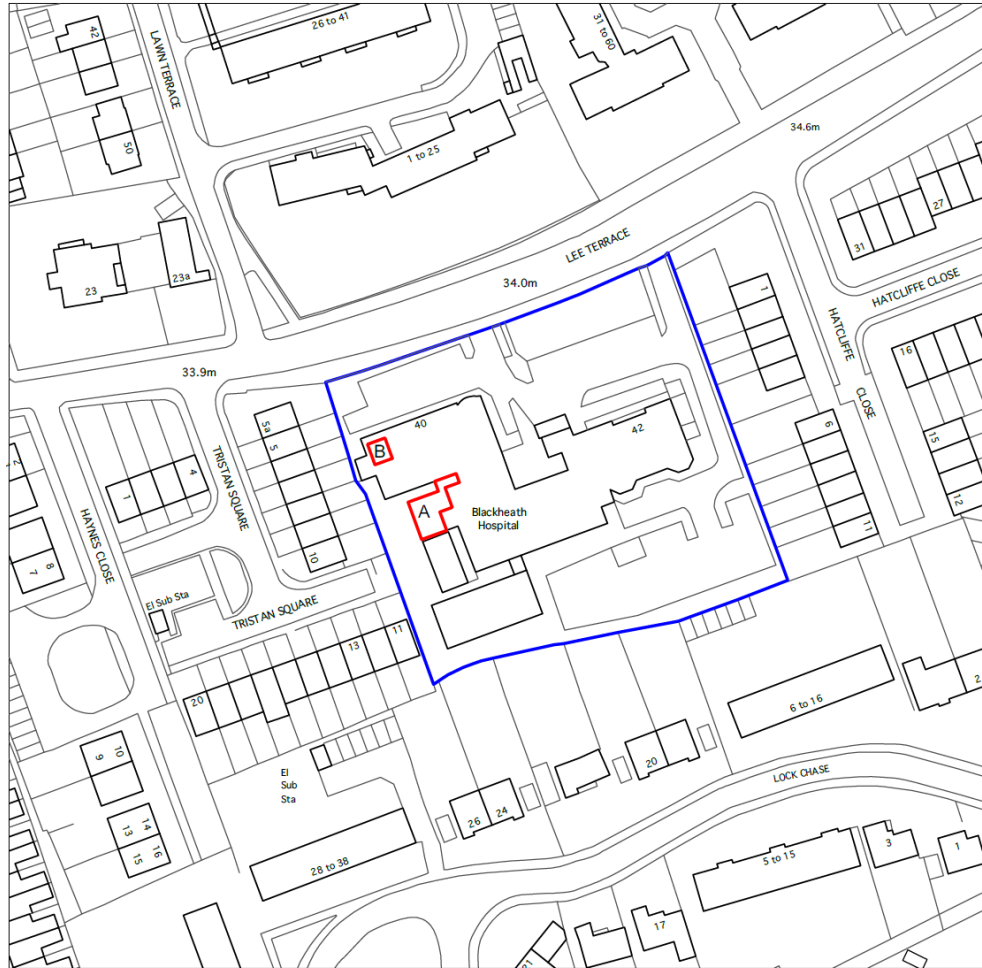 42
LAWN TERRACE
26 to 41
31 to 60
50
1 to 25
34.6m
27
31
23
23a
LEE TERRACE
34.0m
HATCLIFFE CLOSE
1
HATCLIFFE
CLOSE
16
33.9m
5a
5
40
42
B
6
15
2
4
1
TRISTAN SQUARE
A
Blackheath
Hospital
12
11
HAYNES CLOSE
10
8
7
El Sub Sta
TRISTAN SQUARE
11
13
20
6 to 16
2
10
9
El
Sub
Sta
20
LOCK CHASE
24
26
14
13
16
15
28 to 38
5 to 15
3
1
17
21